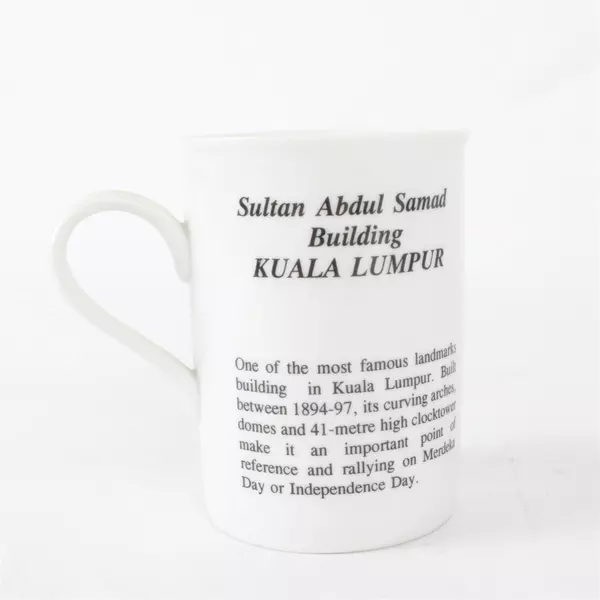 Sultan Abdul Samad
Building
KUALA LUMPUR
One of the most famous landmarks
building in Kuala Lumpur. Built
between 1894-97, its curving arches,
domes and 41-metre high clocktower
make it an important point of
reference and rallying on Merdeka
Day or Independence Day.